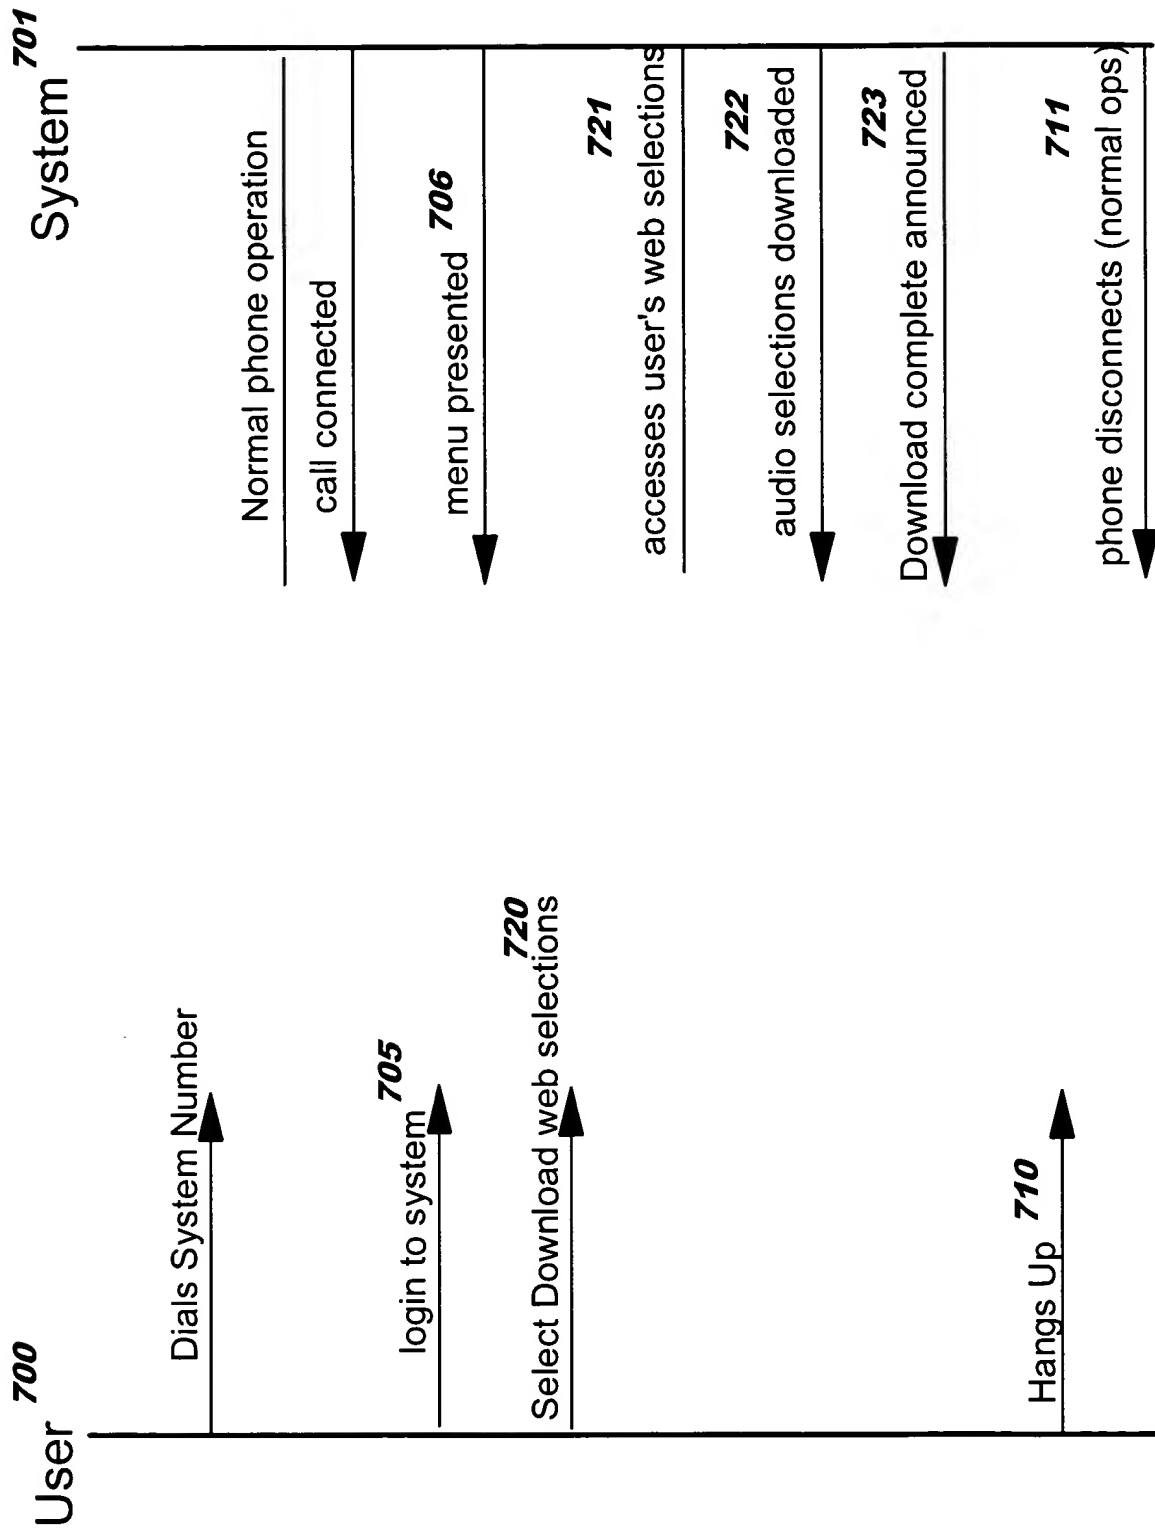 User 700
System 701
Dials System Number
Normal phone operation
call connected
login to system 705
menu presented 706
Select Download web selections 720
accesses user's web selections 721
audio selections downloaded 722
Download complete announced 723
Hangs Up 710
phone disconnects (normal ops) 711